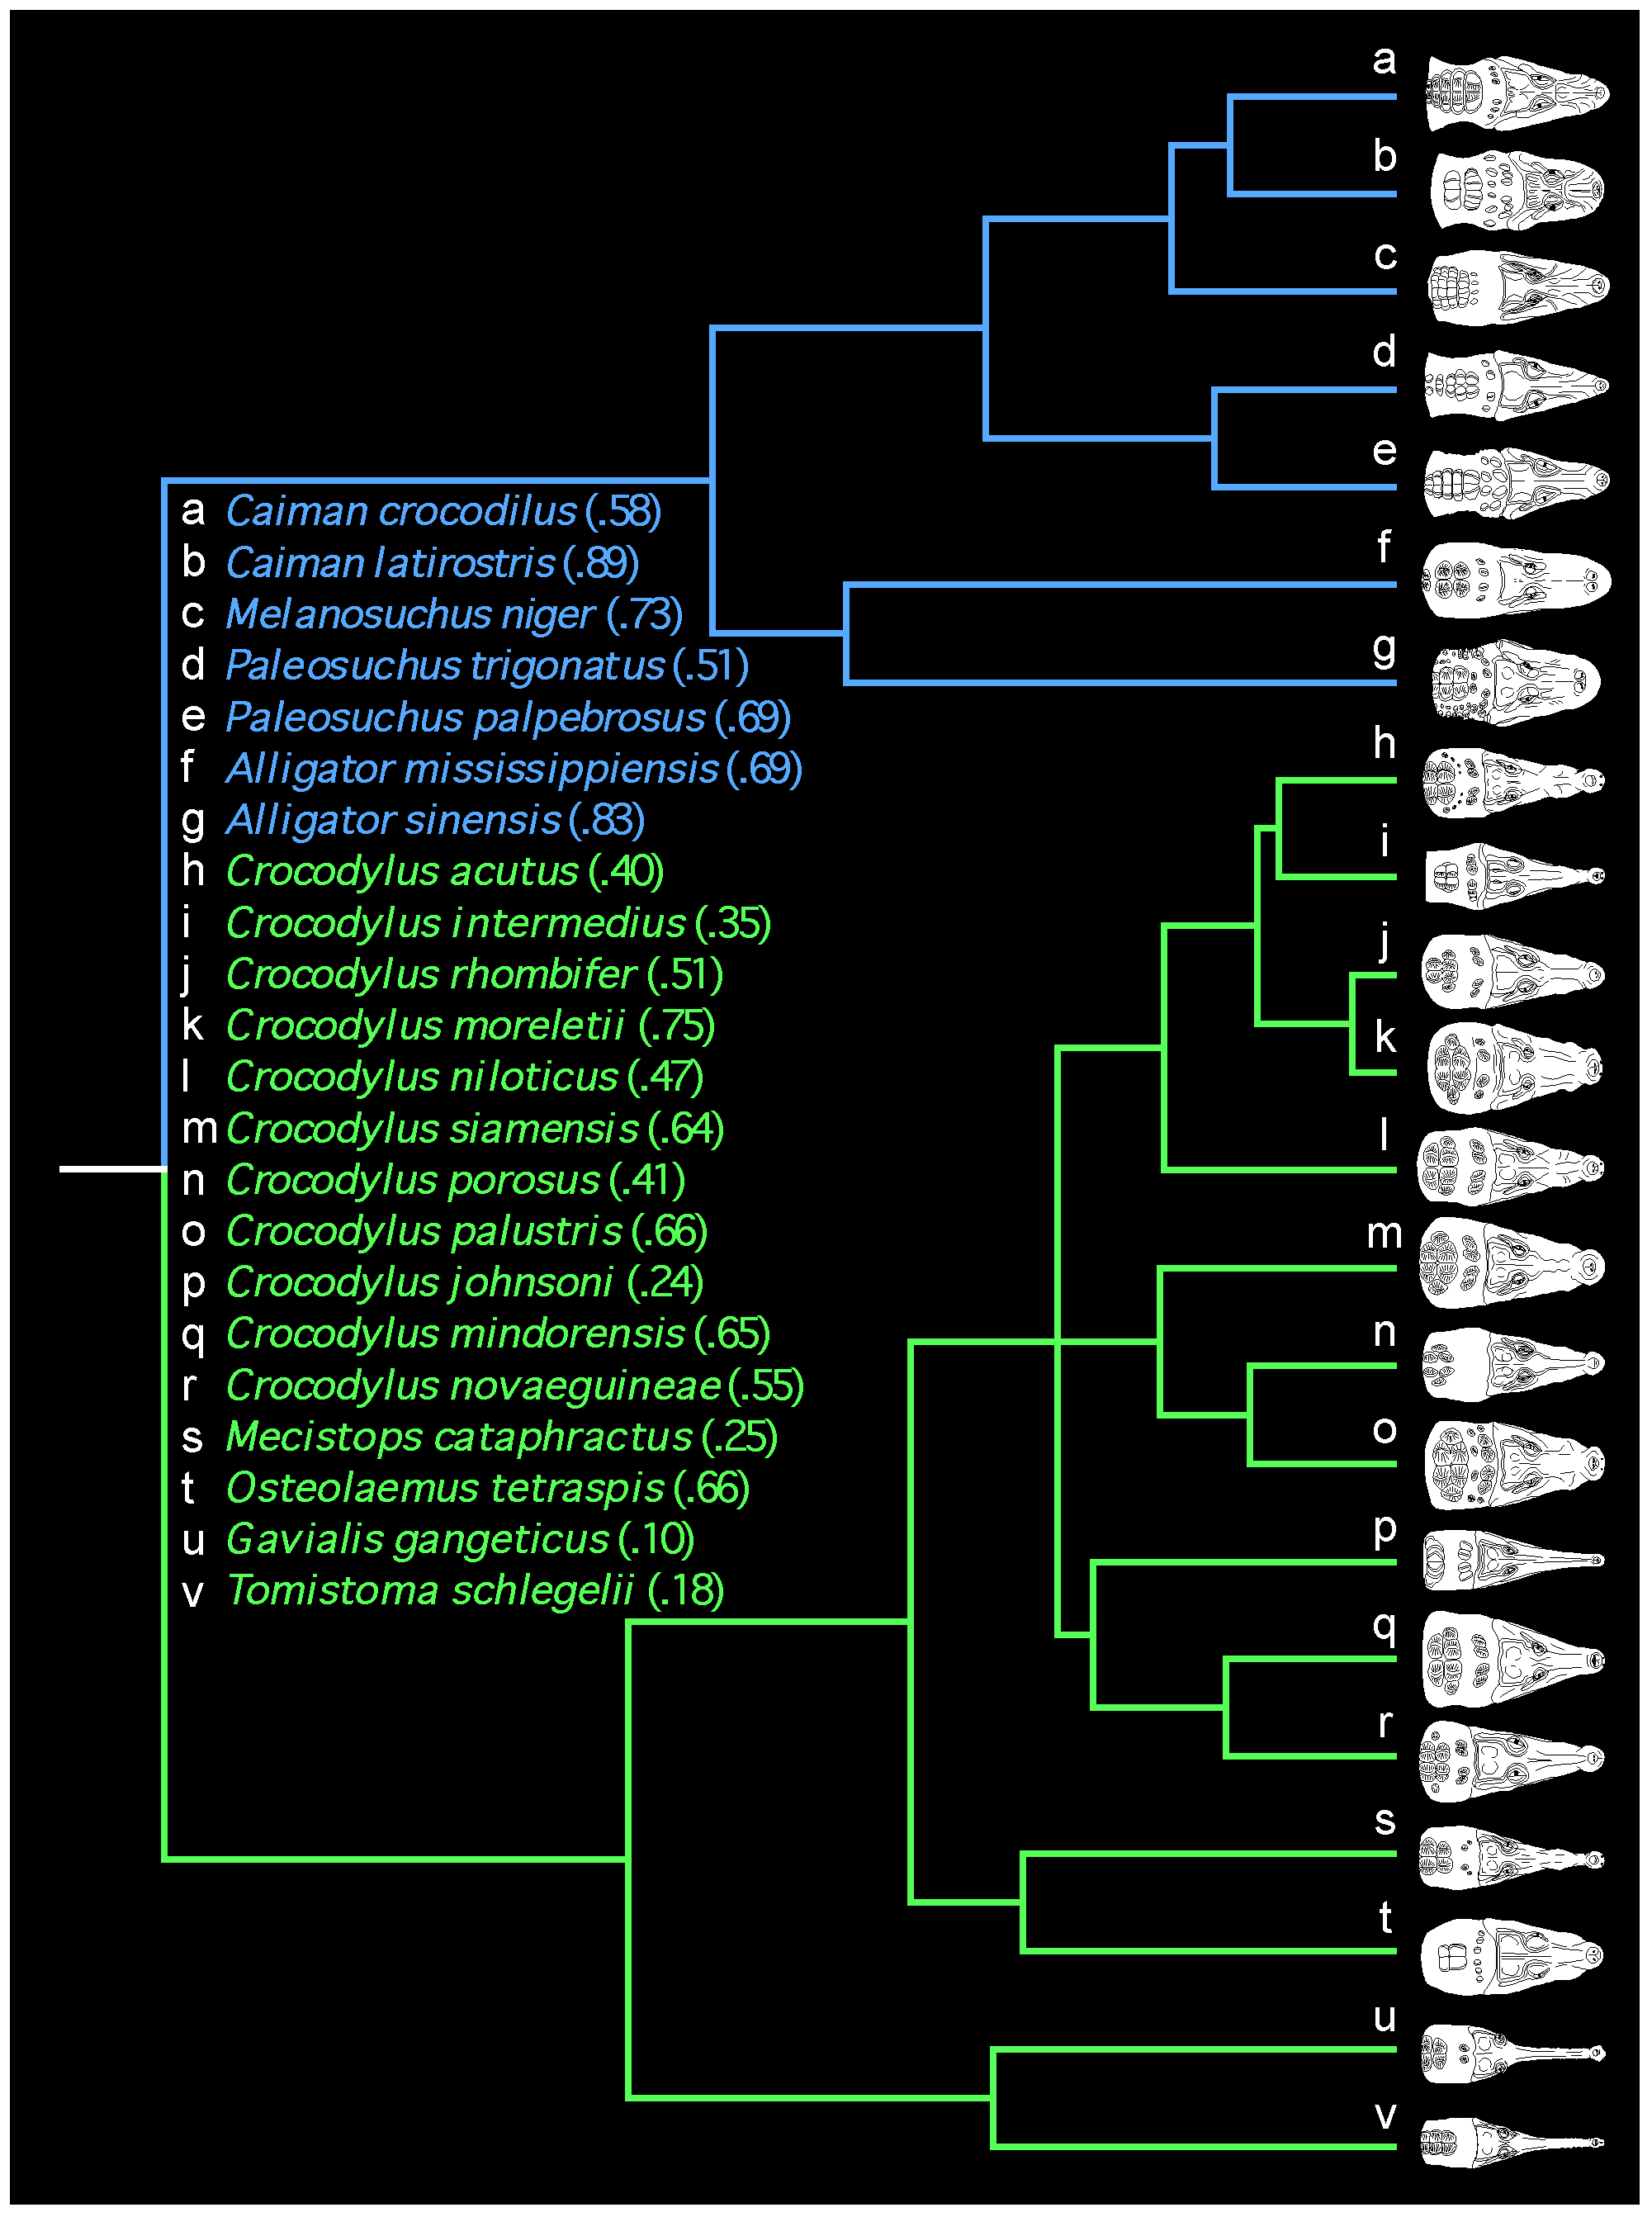 a
b
c
d
e
f
g
h
i
j
k
l
m
n
o
p
q
r
s
t
u
v
a Caiman crocodilus (.58)
b Caiman latirostris (.89)
c Melanosuchus niger (.73)
d Paleosuchus trigonatus (.51)
e Paleosuchus palpebrosus (.69)
f Alligator mississippiensis (.69)
g Alligator sinensis (.83)
h Crocodylus acutus (.40)
i Crocodylus intermedius (.35)
j Crocodylus rhombifer (.51)
k Crocodylus moreletii (.75)
l Crocodylus niloticus (.47)
m Crocodylus siamensis (.64)
n Crocodylus porosus (.41)
o Crocodylus palustris (.66)
p Crocodylus johnsoni (.24)
q Crocodylus mindorensis (.65)
r Crocodylus novaeguineae (.55)
s Mecistops cataphractus (.25)
t Osteolaemus tetraspis (.66)
u Gavialis gangeticus (.10)
v Tomistoma schlegelii (.18)